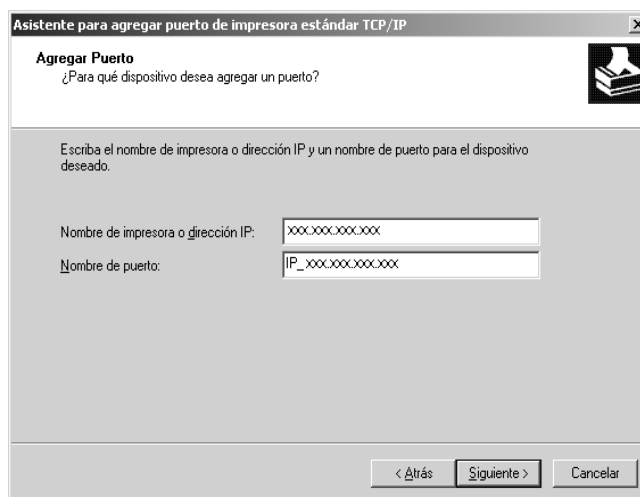 Asistente para agregar puerto de impresora estándar TCP/IP
Agregar Puerto
¿Para qué dispositivo desea agregar un puerto?
Escriba el nombre de impresora o dirección IP y un nombre de puerto para el dispositivo
deseado.
Nombre de impresora o dirección IP: xxx.xxx.xxx.xxx
Nombre de puerto: IP_xxx.xxx.xxx.xxx
< Atrás Siguiente > Cancelar